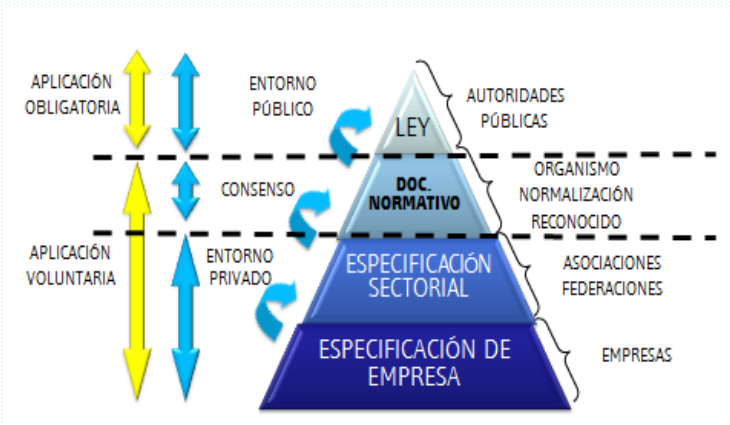 APLICACIÓN
OBLIGATORIA
ENTORNO
PÚBLICO
LEY
AUTORIDADES
PÚBLICAS
CONSENSO
DOC.
NORMATIVO
ORGANISMO
NORMALIZACIÓN
RECONOCIDO
APLICACIÓN
VOLUNTARIA
ENTORNO
PRIVADO
ESPECIFICACIÓN
SECTORIAL
ASOCIACIONES
FEDERACIONES
ESPECIFICACIÓN DE
EMPRESA
EMPRESAS